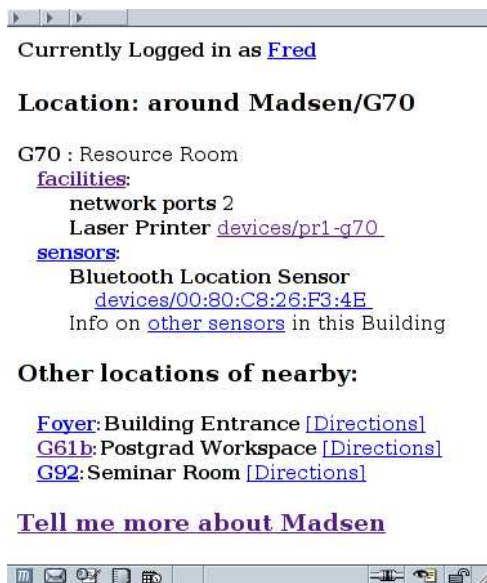 Currently Logged in as Fred
Location: around Madsen/G70
G70 : Resource Room
facilities:
network ports 2
Laser Printer devices/pr1-g70
sensors:
Bluetooth Location Sensor
devices/00:80:C8:26:F3:4E
Info on other sensors in this Building
Other locations of nearby:
Foyer: Building Entrance [Directions]
G61b: Postgrad Workspace [Directions]
G92: Seminar Room [Directions]
Tell me more about Madsen